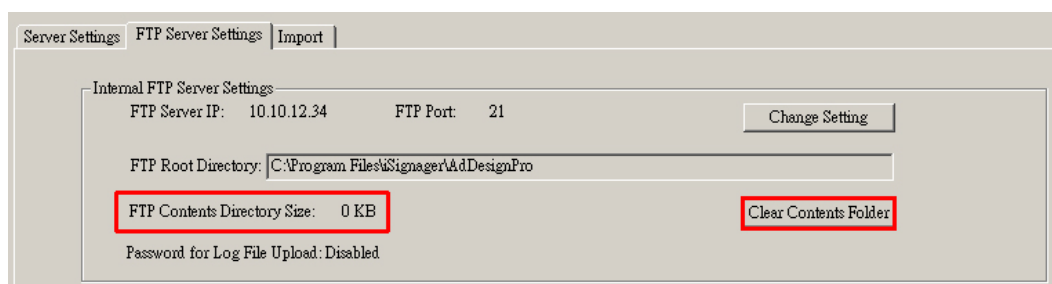 Server Settings FTP Server Settings Import
Internal FTP Server Settings
FTP Server IP: 10.10.12.34 FTP Port: 21 Change Setting
FTP Root Directory: C:\Program Files\iSignager\AdDesignPro
FTP Contents Directory Size: 0 KB Clear Contents Folder
Password for Log File Upload: Disabled